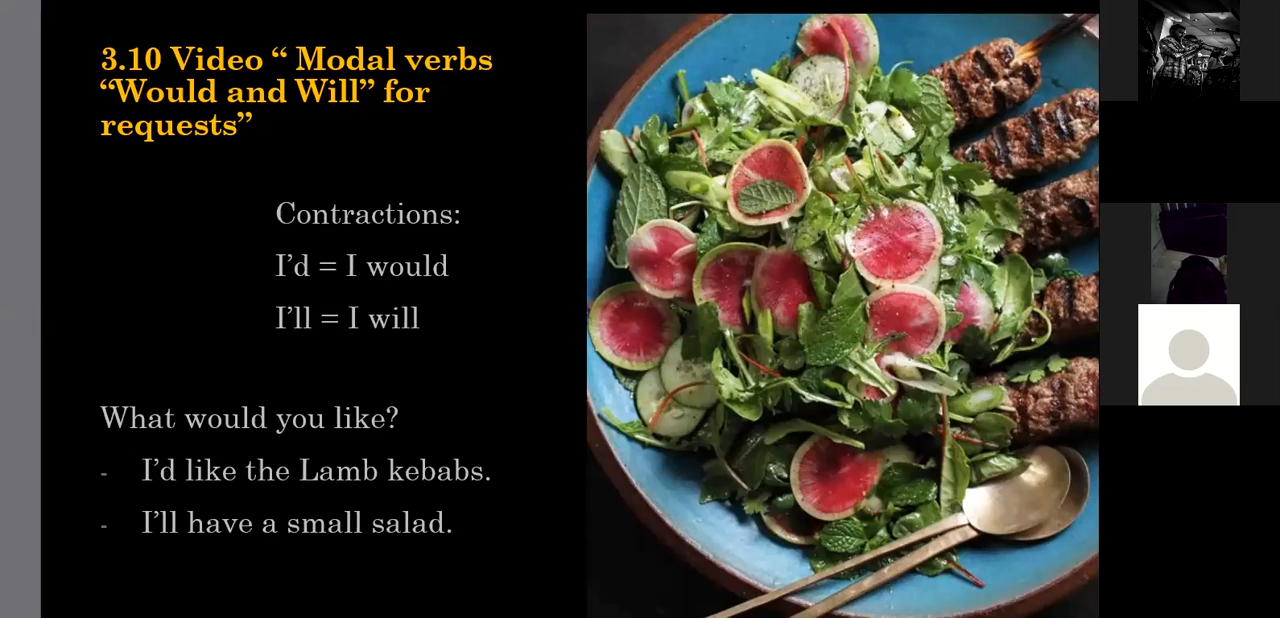 3.10 Video “ Modal verbs
“Would and Will” for
requests”
Contractions:
I’d = I would
I’ll = I will
What would you like?
- I’d like the Lamb kebabs.
- I’ll have a small salad.